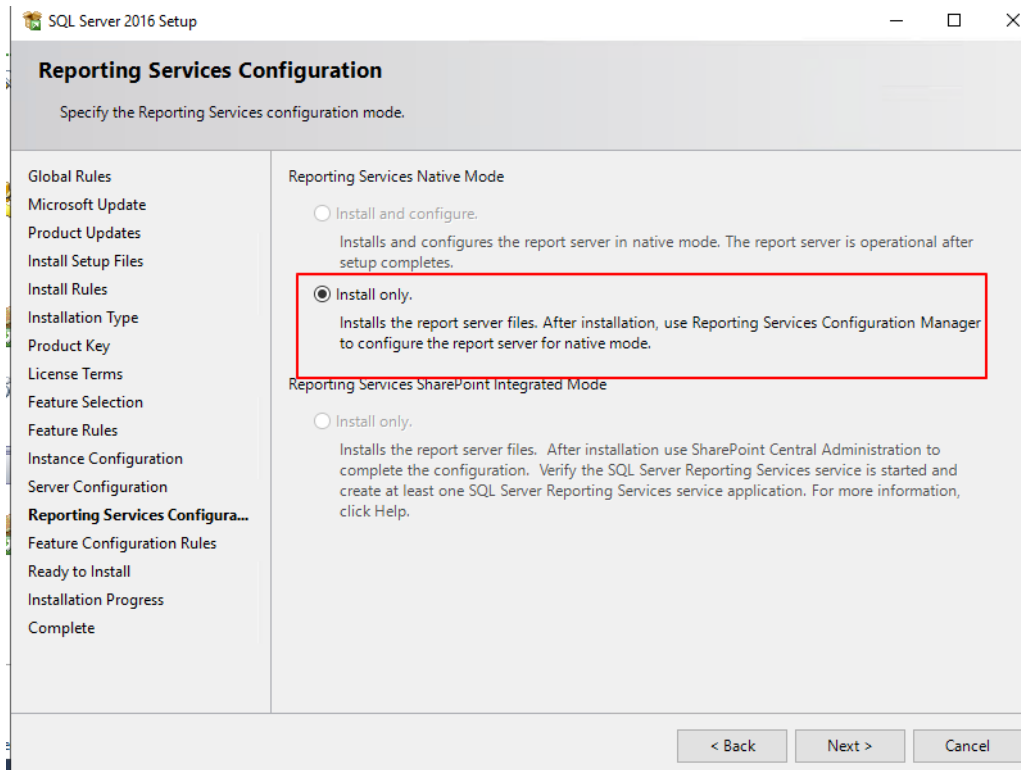 SQL Server 2016 Setup
Reporting Services Configuration
Specify the Reporting Services configuration mode.
Global Rules
Microsoft Update
Product Updates
Install Setup Files
Install Rules
Installation Type
Product Key
License Terms
Feature Selection
Feature Rules
Instance Configuration
Server Configuration
Reporting Services Configura...
Feature Configuration Rules
Ready to Install
Installation Progress
Complete
Reporting Services Native Mode
Install and configure.
Installs and configures the report server in native mode. The report server is operational after
setup completes.
Install only.
Installs the report server files. After installation, use Reporting Services Configuration Manager
to configure the report server for native mode.
Reporting Services SharePoint Integrated Mode
Install only.
Installs the report server files. After installation use SharePoint Central Administration to
complete the configuration. Verify the SQL Server Reporting Services service is started and
create at least one SQL Server Reporting Services service application. For more information,
click Help.
< Back
Next >
Cancel